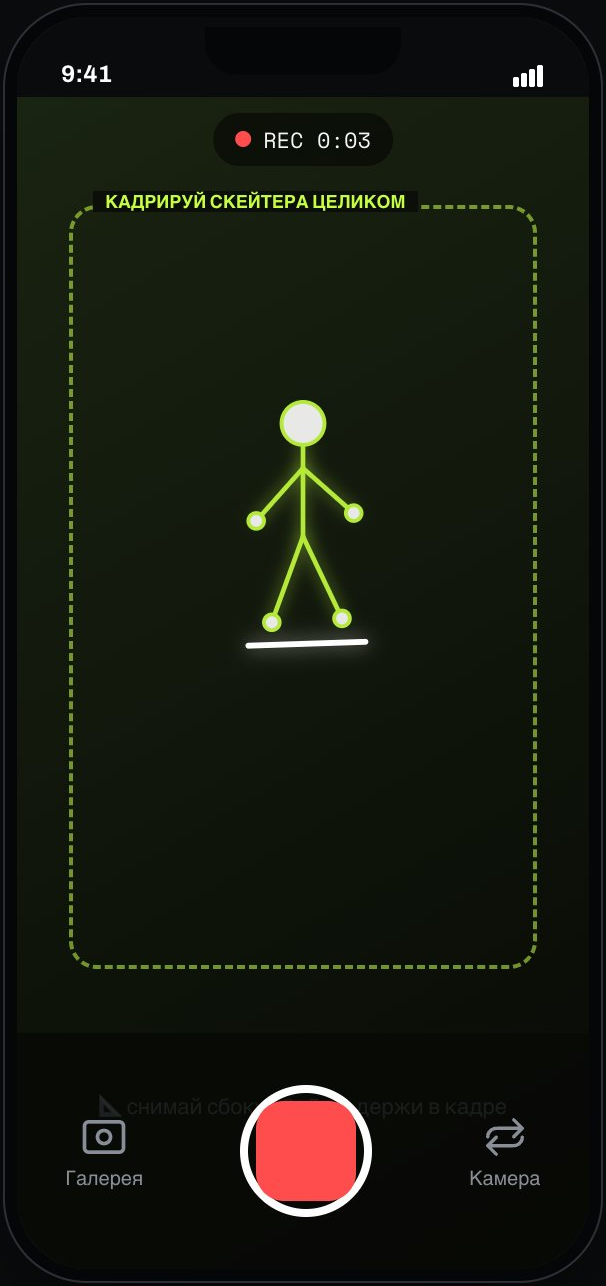 9:41
REC 0:03
КАДРИРУЙ СКЕЙТЕРА ЦЕЛИКОМ
снимай сбок держи в кадре
Галерея
Камера